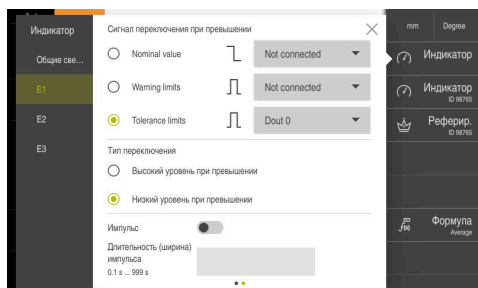 Индикатор
Общие све...
E1
E2
E3
Сигнал переключения при превышении
Nominal value
Not connected
Warning limits
Not connected
Tolerance limits
Dout 0
Тип переключения
Высокий уровень при превышении
Низкий уровень при превышении
Импульс
Длительность (ширина)
импульса
0.1 s ... 999 s
mm
Degree
Индикатор
Индикатор
ID 98765
Реферир.
ID 98765
Формула
Average